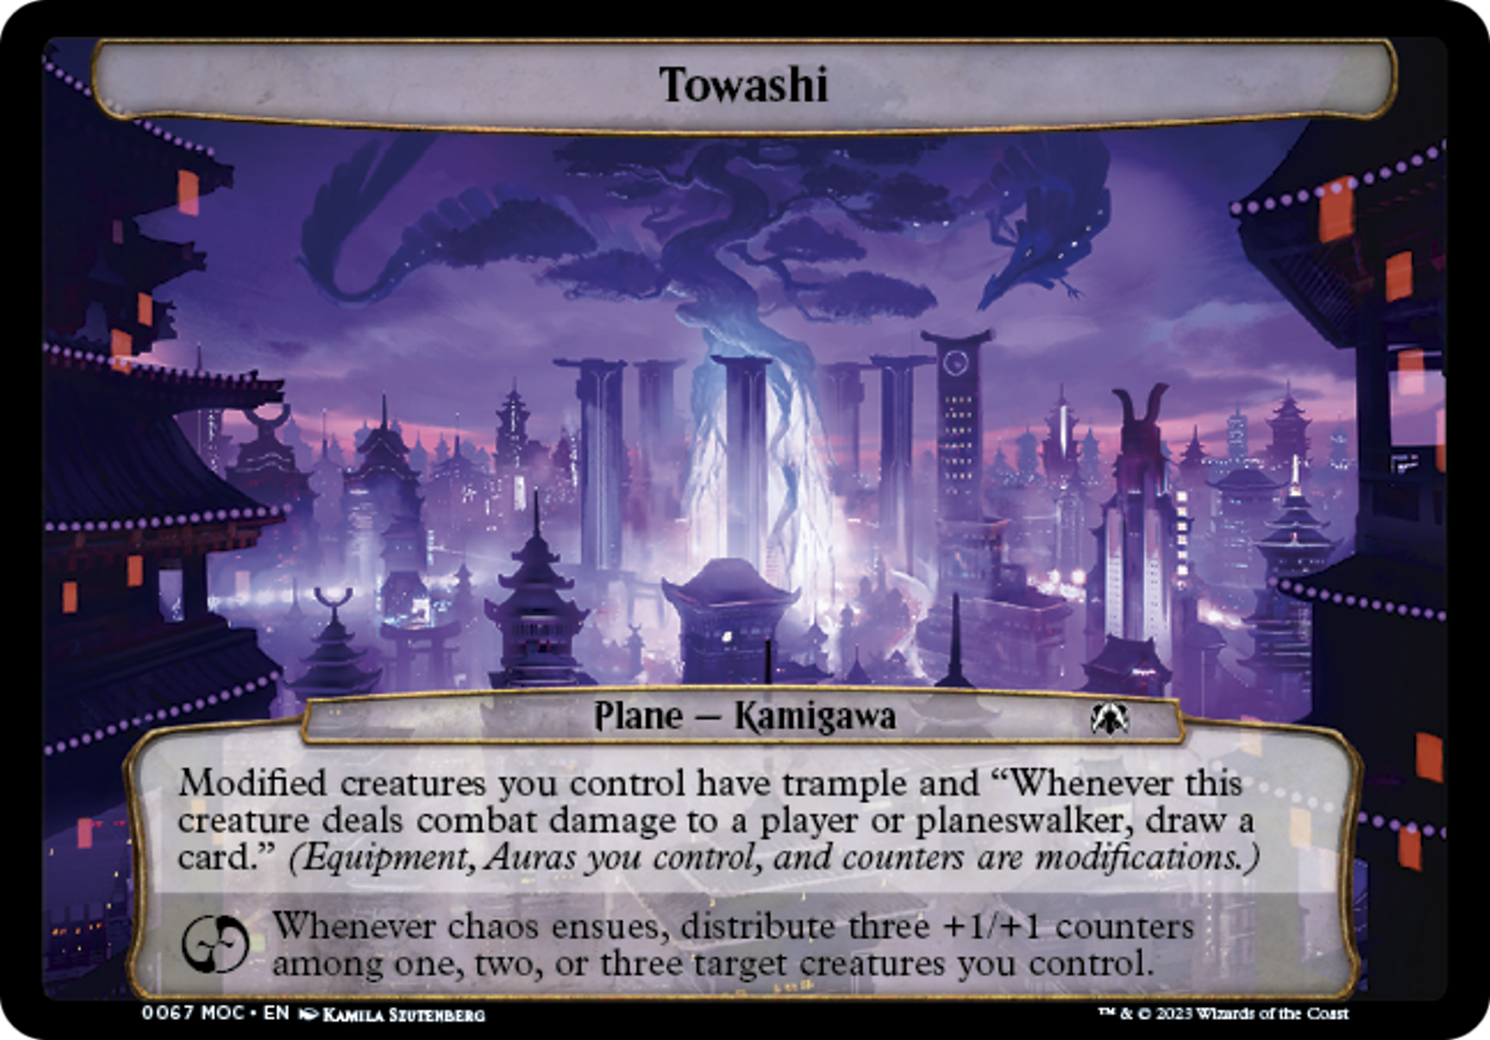 Towashi
Plane — Kamigawa
Modified creatures you control have trample and “Whenever this
creature deals combat damage to a player or planeswalker, draw a
card.” (Equipment, Auras you control, and counters are modifications.)
Whenever chaos ensues, distribute three +1/+1 counters
among one, two, or three target creatures you control.
0067 MOC • EN Kamila Szutenberg
™ & © 2023 Wizards of the Coast